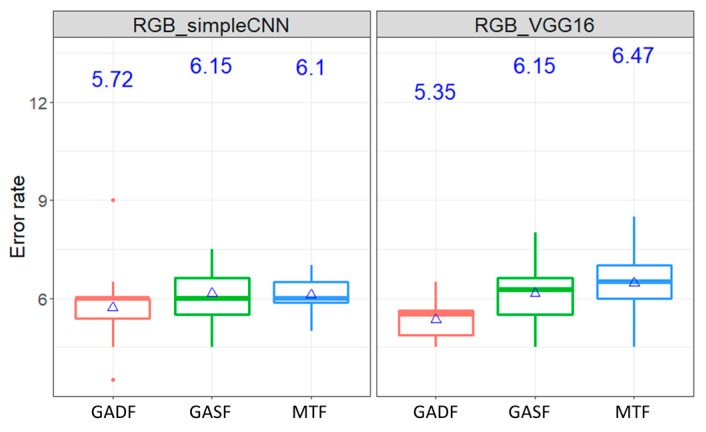 RGB_simpleCNN
RGB_VGG16
5.72
6.15
6.1
5.35
6.15
6.47
Error rate
12
9
6
GADF
GASF
MTF
GADF
GASF
MTF